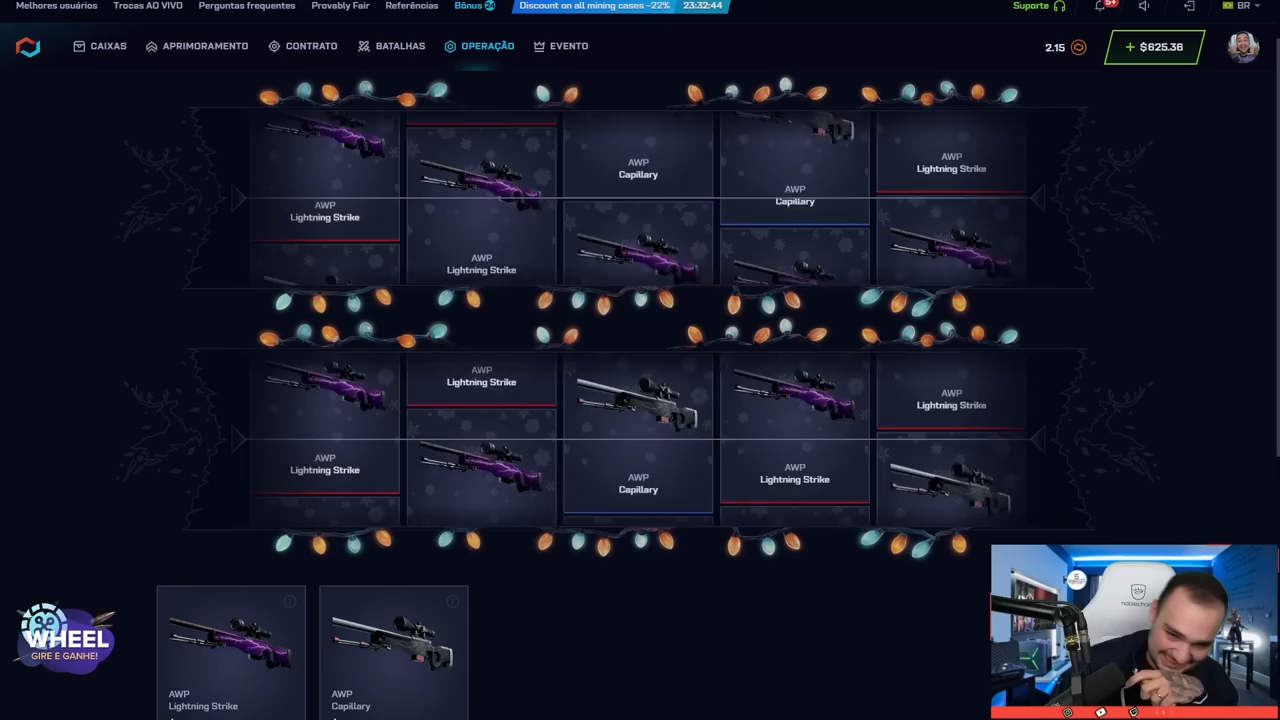 Melhores usuários Trocas AO VIVO Perguntas frequentes Provably Fair Referências Bônus 24 Discount on all mining cases -22% 23:32:44 Suporte 5+ BR
CAIXAS APRIMORAMENTO CONTRATO BATALHAS OPERAÇÃO EVENTO 2.15 + $625.36
AWP
Lightning Strike
AWP
Lightning Strike
AWP
Capillary
AWP
Capillary
AWP
Lightning Strike
AWP
Lightning Strike
AWP
Lightning Strike
AWP
Capillary
AWP
Lightning Strike
AWP
Lightning Strike
WHEEL
GIRE E GANHE!
AWP
Lightning Strike
AWP
Capillary
noblechairs